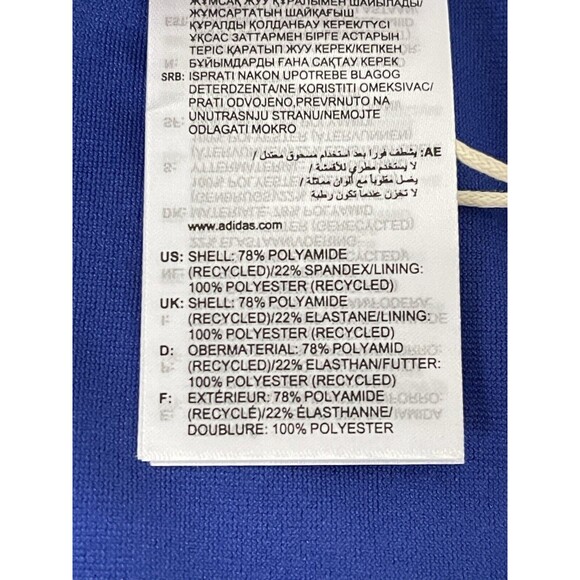 ЖҰМСАҚ ЖУУ ҚҰРАЛЫМЕН ШАЙЫЛАДЫ/
ЖҰМСАРТАТЫН ШАЙҚАҒЫШ
ҚҰРАЛДЫ ҚОЛДАНБАУ КЕРЕК/ТҮСІ
ҰҚСАС ЗАТТАРМЕН БІРГЕ АСТАРЫН
ТЕРІС ҚАРАТЫП ЖУУ КЕРЕК/КЕПКЕН
БҰЙЫМДАРДЫ ҒАНА САҚТАУ КЕРЕК
SRB: ISPRATI NAKON UPOTREBE BLAGOG
DETERDZENTA/NE KORISTITI OMEKSIVAC/
PRATI ODVOJENO,PREVRNUTO NA
UNUTRASNJU STRANU/NEMOJTE
ODLAGATI MOKRO
AE: يشطف فورا بعد استخدام مسحوق معتدل /
لا يستخدم مطري للأقمشة /
يغسل مقلوباً مع ألوان مماثلة /
لا تخزن عندما تكون رطبة
www.adidas.com
US: SHELL: 78% POLYAMIDE
(RECYCLED)/22% SPANDEX/LINING:
100% POLYESTER (RECYCLED)
UK: SHELL: 78% POLYAMIDE
(RECYCLED)/22% ELASTANE/LINING:
100% POLYESTER (RECYCLED)
D: OBERMATERIAL: 78% POLYAMID
(RECYCELT)/22% ELASTHAN/FUTTER:
100% POLYESTER (RECYCELT)
F: EXTÉRIEUR: 78% POLYAMIDE
(RECYCLÉ)/22% ÉLASTHANNE/
DOUBLURE: 100% POLYESTER